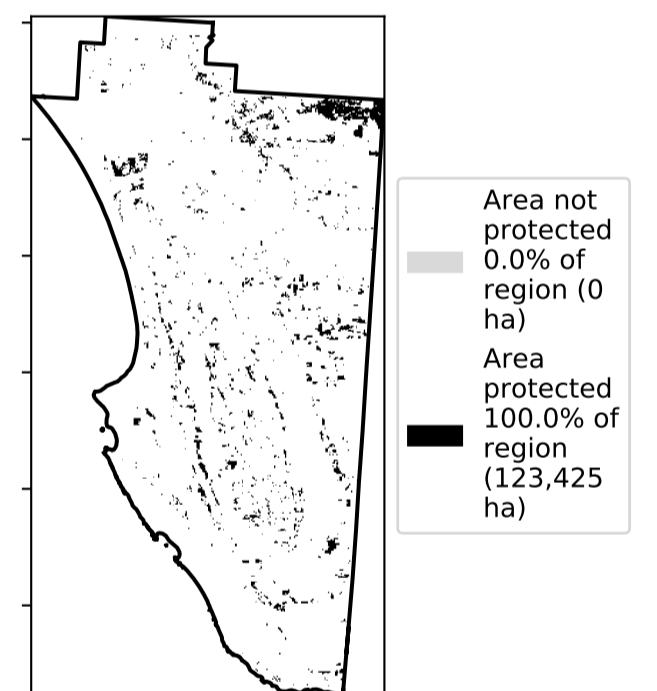 Area not
protected
0.0% of
region (0
ha)
Area
protected
100.0% of
region
(123,425
ha)